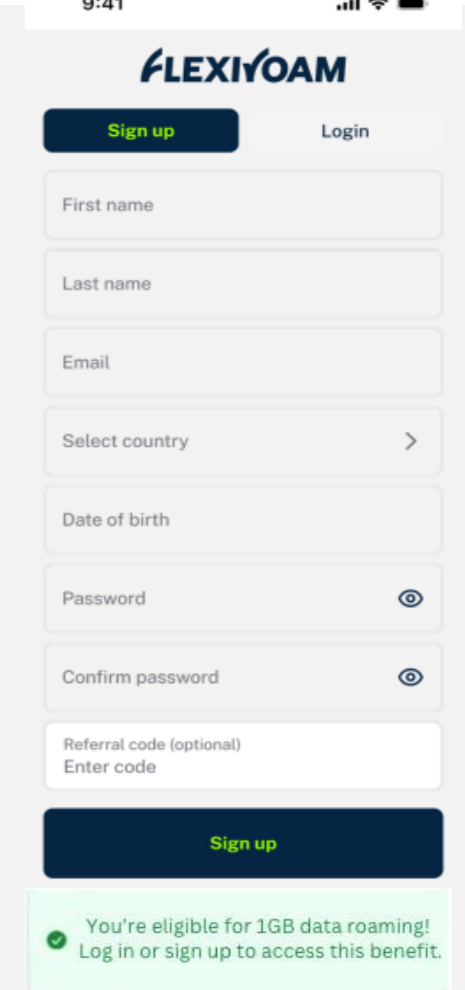 9:41
FLEXIROAM
Sign up
Login
First name
Last name
Email
Select country
Date of birth
Password
Confirm password
Referral code (optional)
Enter code
Sign up
You're eligible for 1GB data roaming!
Log in or sign up to access this benefit.